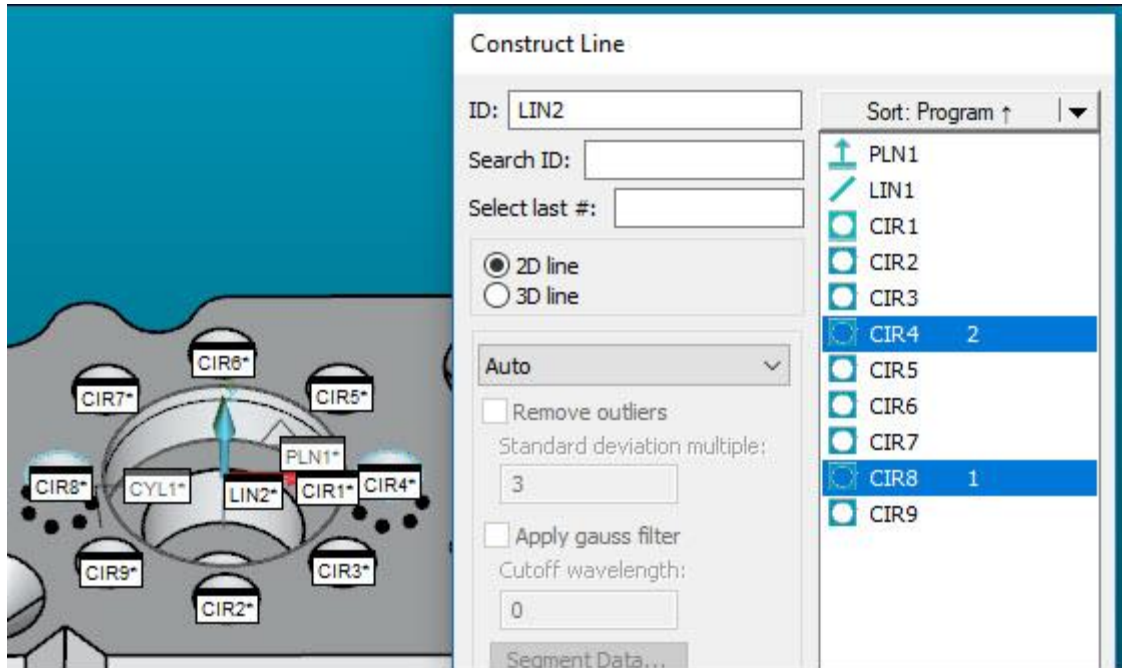 Construct Line
ID: LIN2
Search ID:
Select last #:
2D line
3D line
Auto
Remove outliers
Standard deviation multiple:
3
Apply gauss filter
Cutoff wavelength:
0
Segment Data...
Sort: Program ↑
PLN1
LIN1
CIR1
CIR2
CIR3
CIR4 2
CIR5
CIR6
CIR7
CIR8 1
CIR9
CIR6*
CIR7*
CIR5*
PLN1*
CIR8*
CYL1*
LIN2*
CIR1*
CIR4*
CIR9*
CIR3*
CIR2*